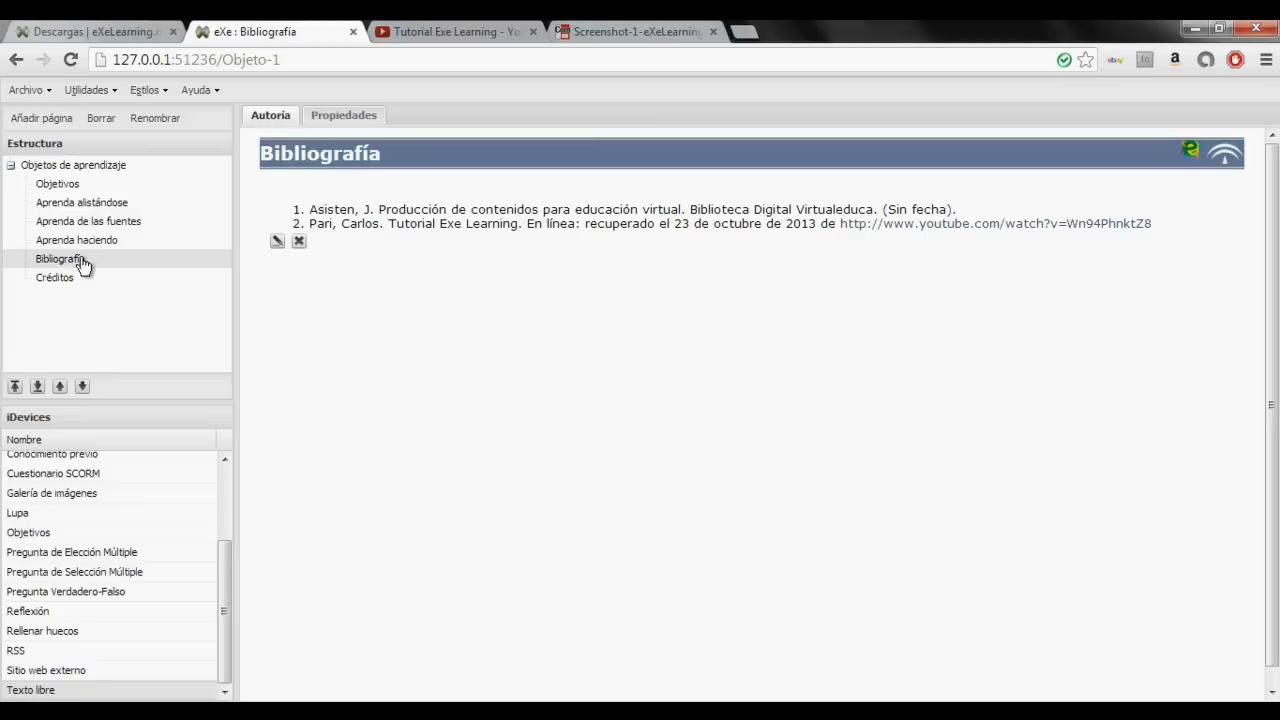 Descargas | eXeLearning.n
eXe : Bibliografía
Tutorial Exe Learning - Yo
Screenshot-1-eXeLearning
127.0.0.1:51236/Objeto-1
Archivo Utilidades Estilos Ayuda
Añadir página Borrar Renombrar
Autoría Propiedades
Estructura
Objetos de aprendizaje
Objetivos
Aprenda alistándose
Aprenda de las fuentes
Aprenda haciendo
Bibliografía
Créditos
Bibliografía
1. Asisten, J. Producción de contenidos para educación virtual. Biblioteca Digital Virtualeduca. (Sin fecha).
2. Pari, Carlos. Tutorial Exe Learning. En línea: recuperado el 23 de octubre de 2013 de http://www.youtube.com/watch?v=Wn94PhnktZ8
iDevices
Nombre
Conocimiento previo
Cuestionario SCORM
Galería de imágenes
Lupa
Objetivos
Pregunta de Elección Múltiple
Pregunta de Selección Múltiple
Pregunta Verdadero-Falso
Reflexión
Rellenar huecos
RSS
Sitio web externo
Texto libre